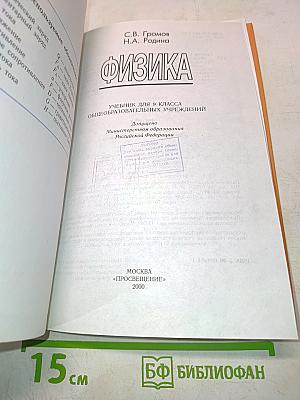 С.В. Громов
Н.А. Родина
ФИЗИКА
УЧЕБНИК ДЛЯ 9 КЛАССА
ОБЩЕОБРАЗОВАТЕЛЬНЫХ УЧРЕЖДЕНИЙ
Допущено
Министерством образования
Российской Федерации
МОСКВА
«ПРОСВЕЩЕНИЕ»
2000
15 см
БФ БИБЛИОФАН